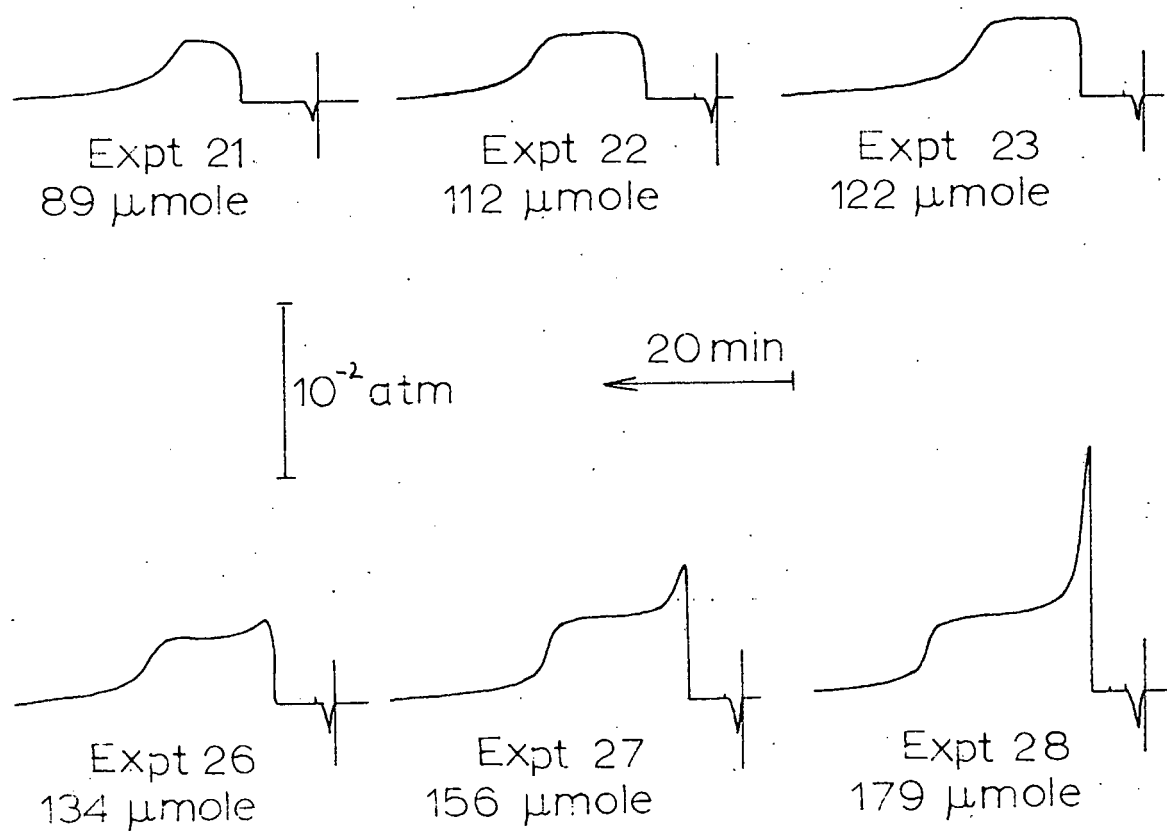 Expt 21
89 μmole
Expt 22
112 μmole
Expt 23
122 μmole
10⁻² atm
20 min
Expt 26
134 μmole
Expt 27
156 μmole
Expt 28
179 μmole